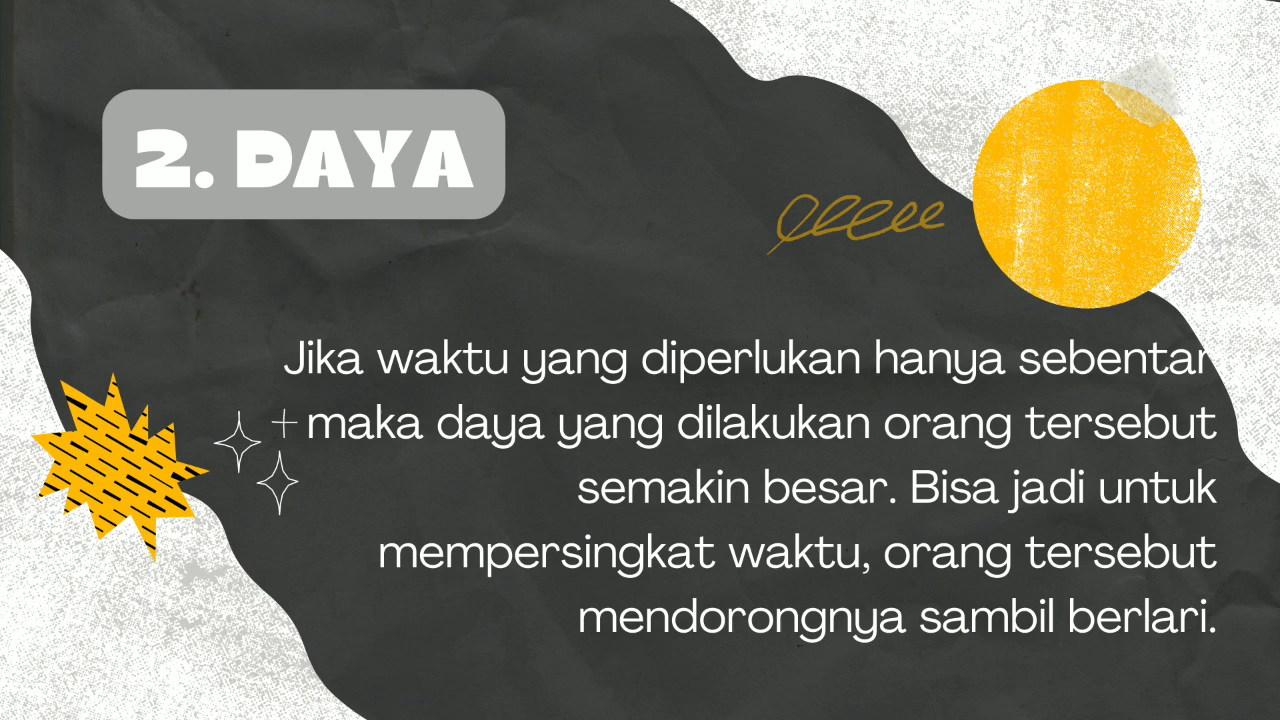 2. DAYA
Jika waktu yang diperlukan hanya sebentar
maka daya yang dilakukan orang tersebut
semakin besar. Bisa jadi untuk
mempersingkat waktu, orang tersebut
mendorongnya sambil berlari.